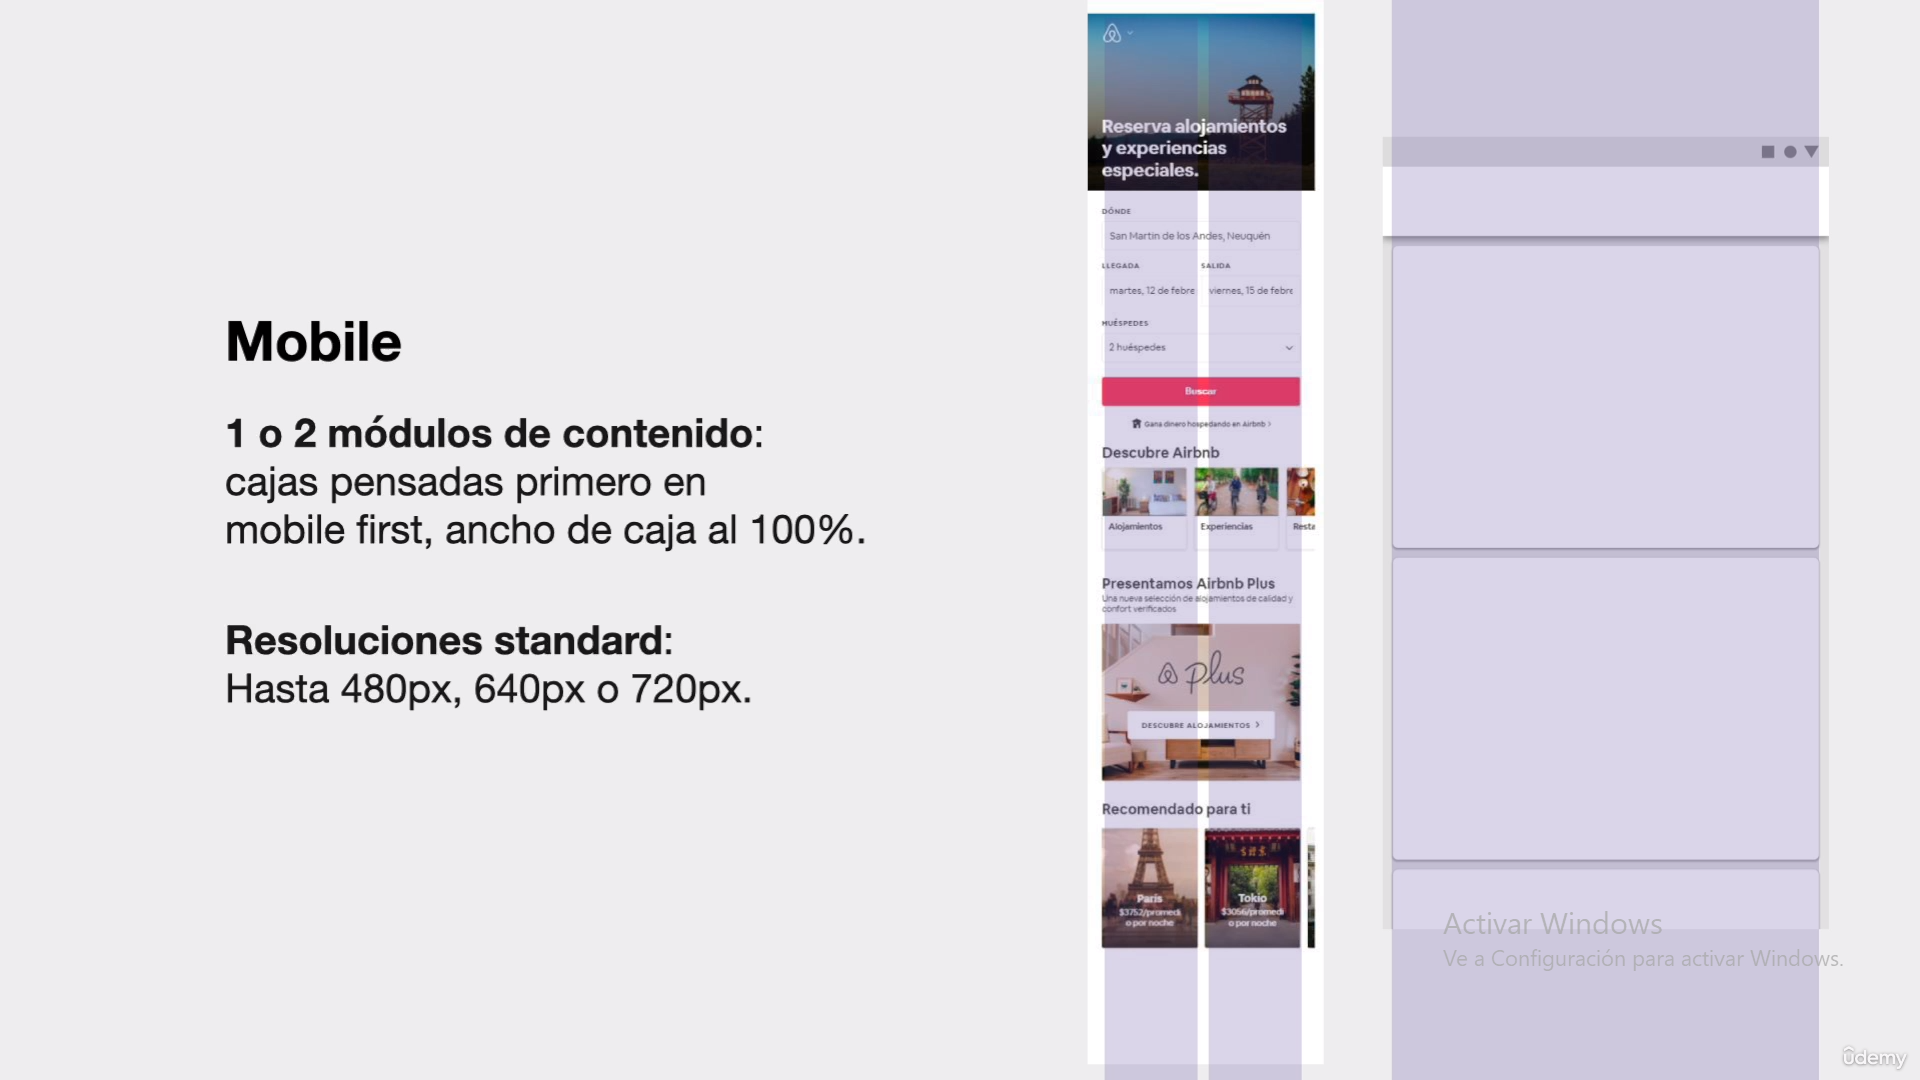 Mobile
1 o 2 módulos de contenido:
cajas pensadas primero en
mobile first, ancho de caja al 100%.
Resoluciones standard:
Hasta 480px, 640px o 720px.
Reserva alojamientos
y experiencias
especiales.
DÓNDE
San Martín de los Andes, Neuquén
LLEGADA SALIDA
martes, 12 de febre viernes, 15 de febre
HUÉSPEDES
2 huéspedes
Buscar
Gana dinero hospedando en Airbnb ›
Descubre Airbnb
Alojamientos Experiencias Resta
Presentamos Airbnb Plus
Una nueva selección de alojamientos de calidad y
confort verificados
plus
DESCUBRE ALOJAMIENTOS ›
Recomendado para ti
París
$3752/promedi
o por noche
Tokio
$3056/promedi
o por noche
Activar Windows
Ve a Configuración para activar Windows.
ûdemy